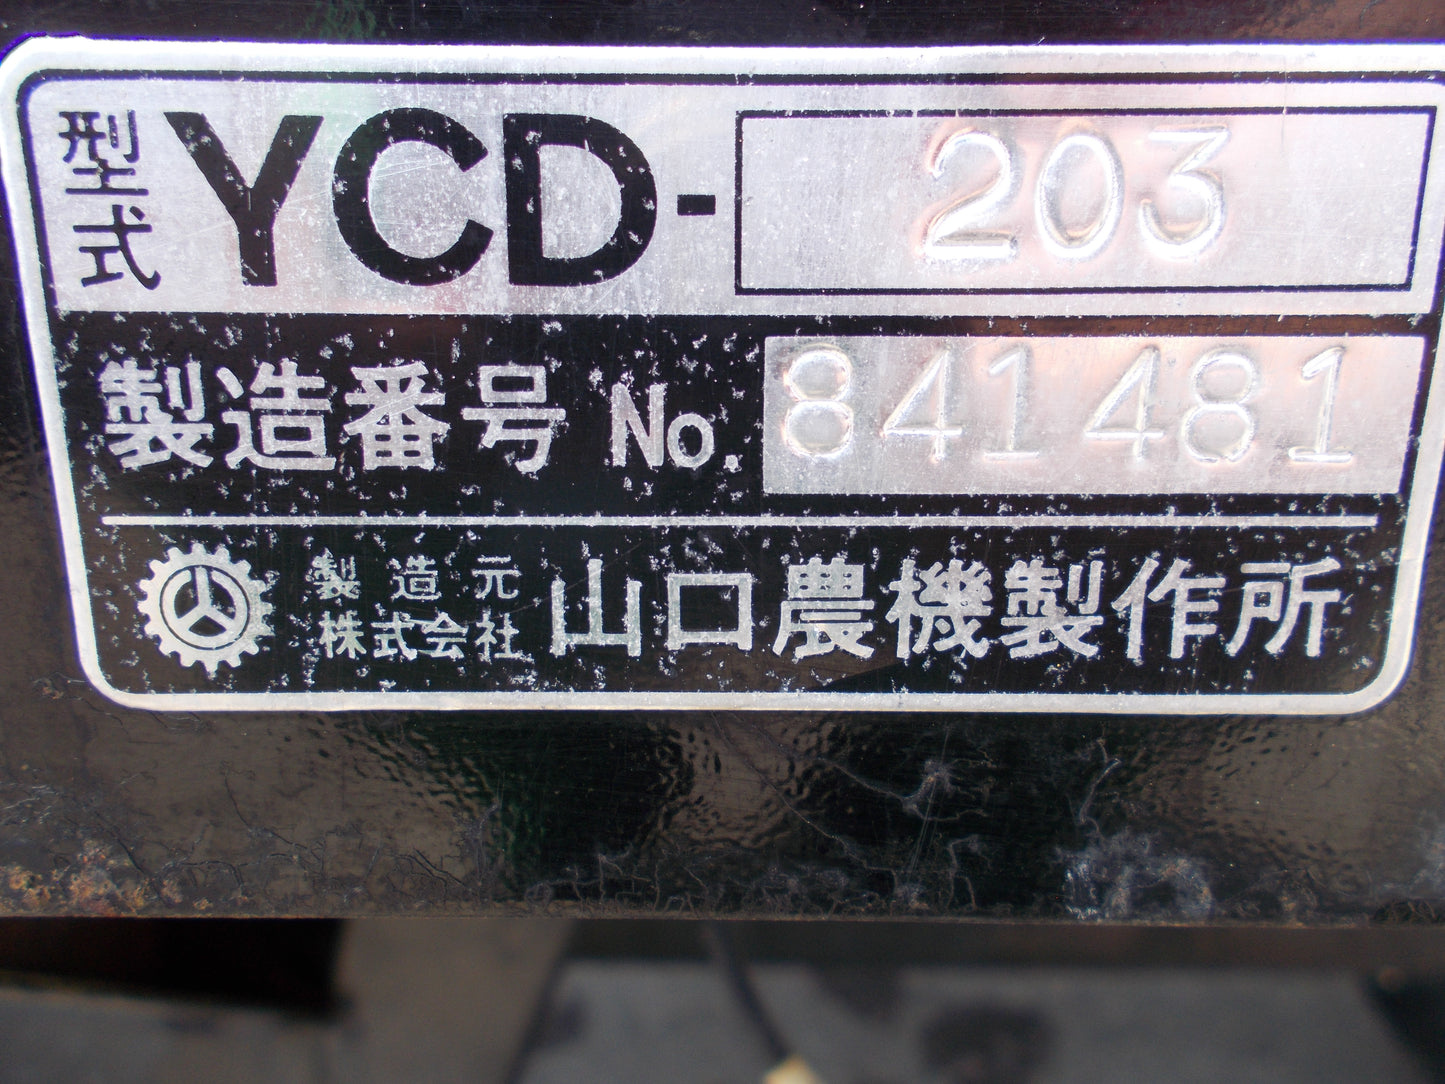 型式 YCD- 203
製造番号 No. 841481
製造元 株式会社 山口農機製作所